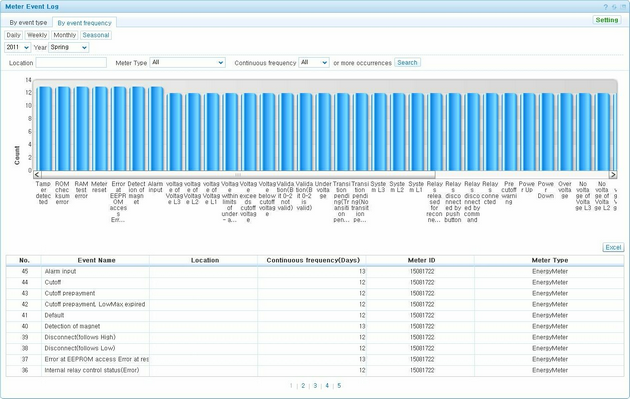 Meter Event Log
By event type
By event frequency
Setting
Daily Weekly Monthly Seasonal
2011 Year Spring
Location Meter Type All Continuous frequency All or more occurrences Search
Count
14
12
10
8
6
4
2
0
Tamper detected
ROM checksum error
RAM test error
Meter reset
Error at EEPROM access Err...
Detection of magnet
Alarm input
voltage of Voltage L3
voltage of Voltage L2
voltage of Voltage L1
Voltage within limits of under-a...
Voltage exceeds cutoff voltage
Voltage below cutoff voltage
Validation(Bit 0-2 not valid)
Validation(Bit 0-2 is valid)
Under voltage
Transition pending(Transition pen...
Transition pending(No transition pe...
System L3
System L2
System L1
Relays released for reconne...
Relay disconnected by push button
Relay disconnected by command
Relays connected
Pre cutoff warning
Power Up
Power Down
Over voltage
No voltage of Voltage L3
No voltage of Voltage L2
Excel
No. Event Name Location Continuous frequency(Days) Meter ID Meter Type
45 Alarm input 13 15081722 EnergyMeter
44 Cutoff 12 15081722 EnergyMeter
43 Cutoff prepayment 12 15081722 EnergyMeter
42 Cutoff prepayment, LowMax expired 12 15081722 EnergyMeter
41 Default 12 15081722 EnergyMeter
40 Detection of magnet 13 15081722 EnergyMeter
39 Disconnect(follows High) 12 15081722 EnergyMeter
38 Disconnect(follows Low) 12 15081722 EnergyMeter
37 Error at EEPROM access Error at res 13 15081722 EnergyMeter
36 Internal relay control status(Error) 12 15081722 EnergyMeter
1 | 2 | 3 | 4 | 5